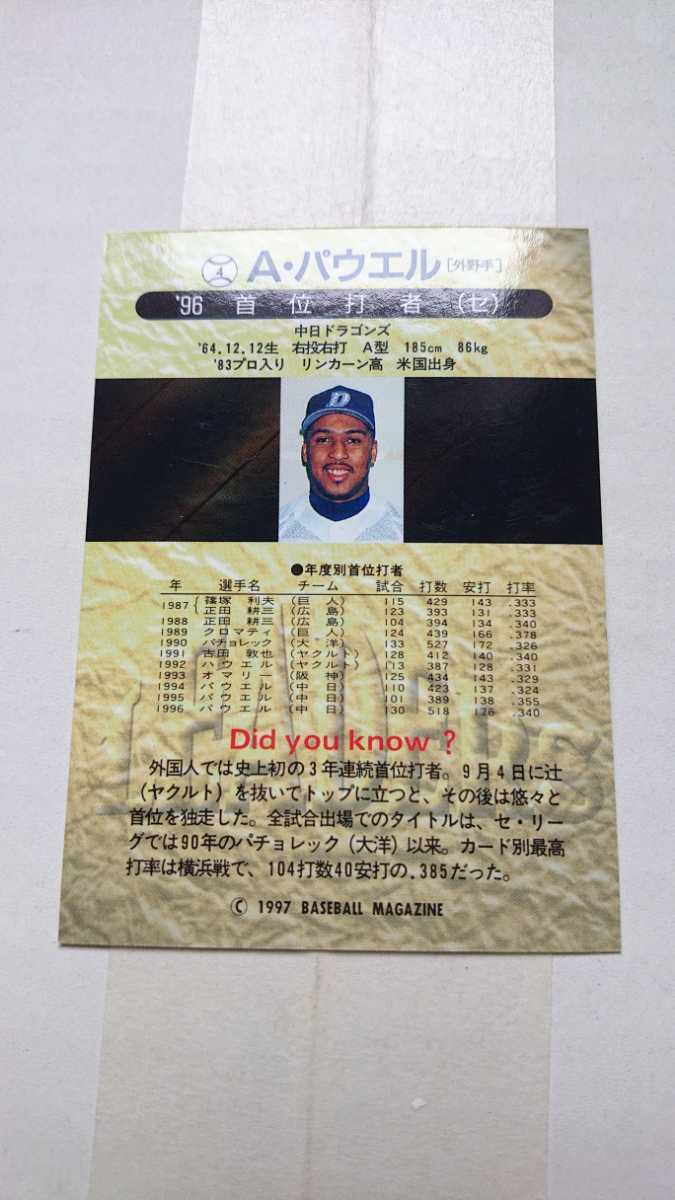 4 A・パウエル [外野手]
'96 首位打者 (セ)
中日ドラゴンズ
'64.12.12生 右投右打 A型 185cm 86kg
'83プロ入り リンカーン高 米国出身
D
●年度別首位打者
年 選手名 チーム 試合 打数 安打 打率
1987 { 篠塚 利夫 (巨人) 115 429 143 .333
正田 耕三 (広島) 123 393 131 .333
1988 正田 耕三 (広島) 104 394 134 .340
1989 クロマティ (巨人) 124 439 166 .378
1990 パチョレック (大洋) 133 527 172 .326
1991 古田 敦也 (ヤクルト) 128 412 140 .340
1992 ハウエル (ヤクルト) 113 387 128 .331
1993 オマリー (阪神) 125 434 143 .329
1994 パウエル (中日) 110 423 137 .324
1995 パウエル (中日) 101 389 138 .355
1996 パウエル (中日) 130 518 176 .340
LEADERS
Did you know ?
外国人では史上初の3年連続首位打者。9月4日に辻
(ヤクルト)を抜いてトップに立つと、その後は悠々と
首位を独走した。全試合出場でのタイトルは、セ・リー
グでは90年のパチョレック(大洋)以来。カード別最高
打率は横浜戦で、104打数40安打の.385だった。
© 1997 BASEBALL MAGAZINE